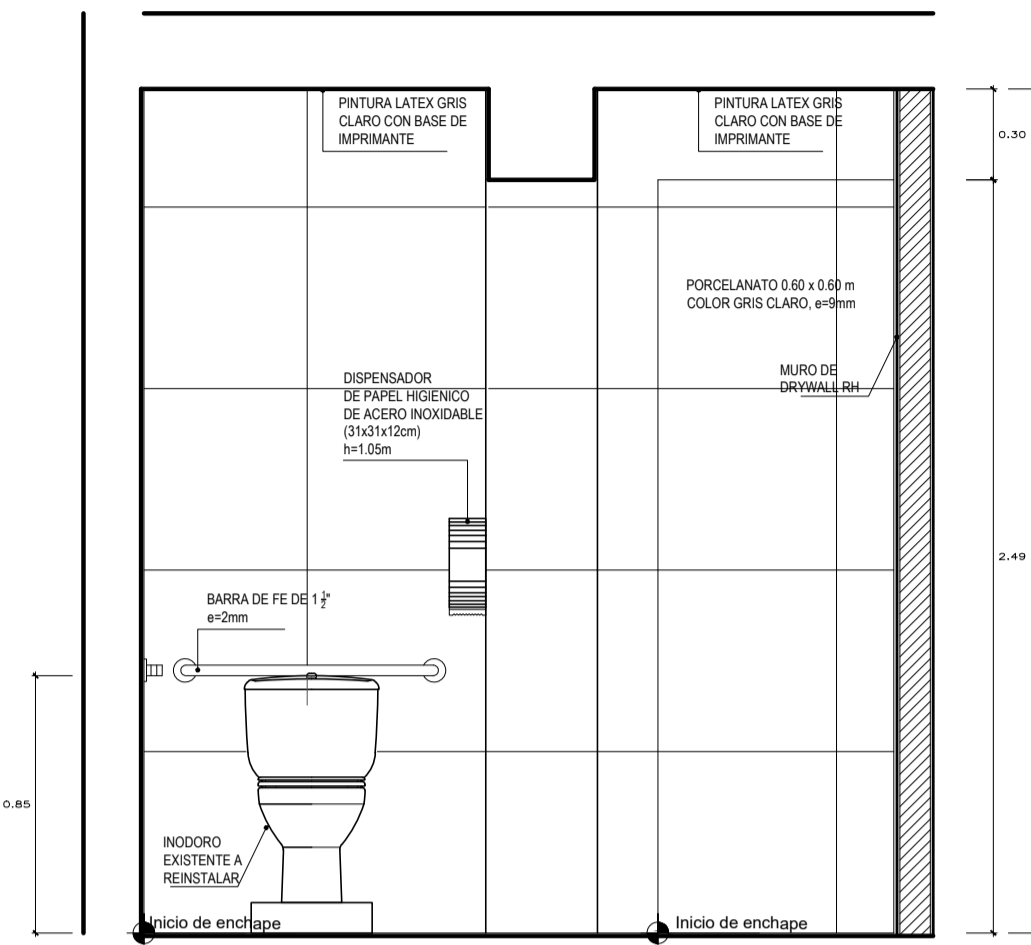 PINTURA LATEX GRIS
CLARO CON BASE DE
IMPRIMANTE
PINTURA LATEX GRIS
CLARO CON BASE DE
IMPRIMANTE
0.30
PORCELANATO 0.60 x 0.60 m
COLOR GRIS CLARO, e=9mm
MURO DE
DRYWALL RH
DISPENSADOR
DE PAPEL HIGIENICO
DE ACERO INOXIDABLE
(31x31x12cm)
h=1.05m
2.49
BARRA DE FE DE 1 ½"
e=2mm
0.85
INODORO
EXISTENTE A
REINSTALAR
Inicio de enchape
Inicio de enchape